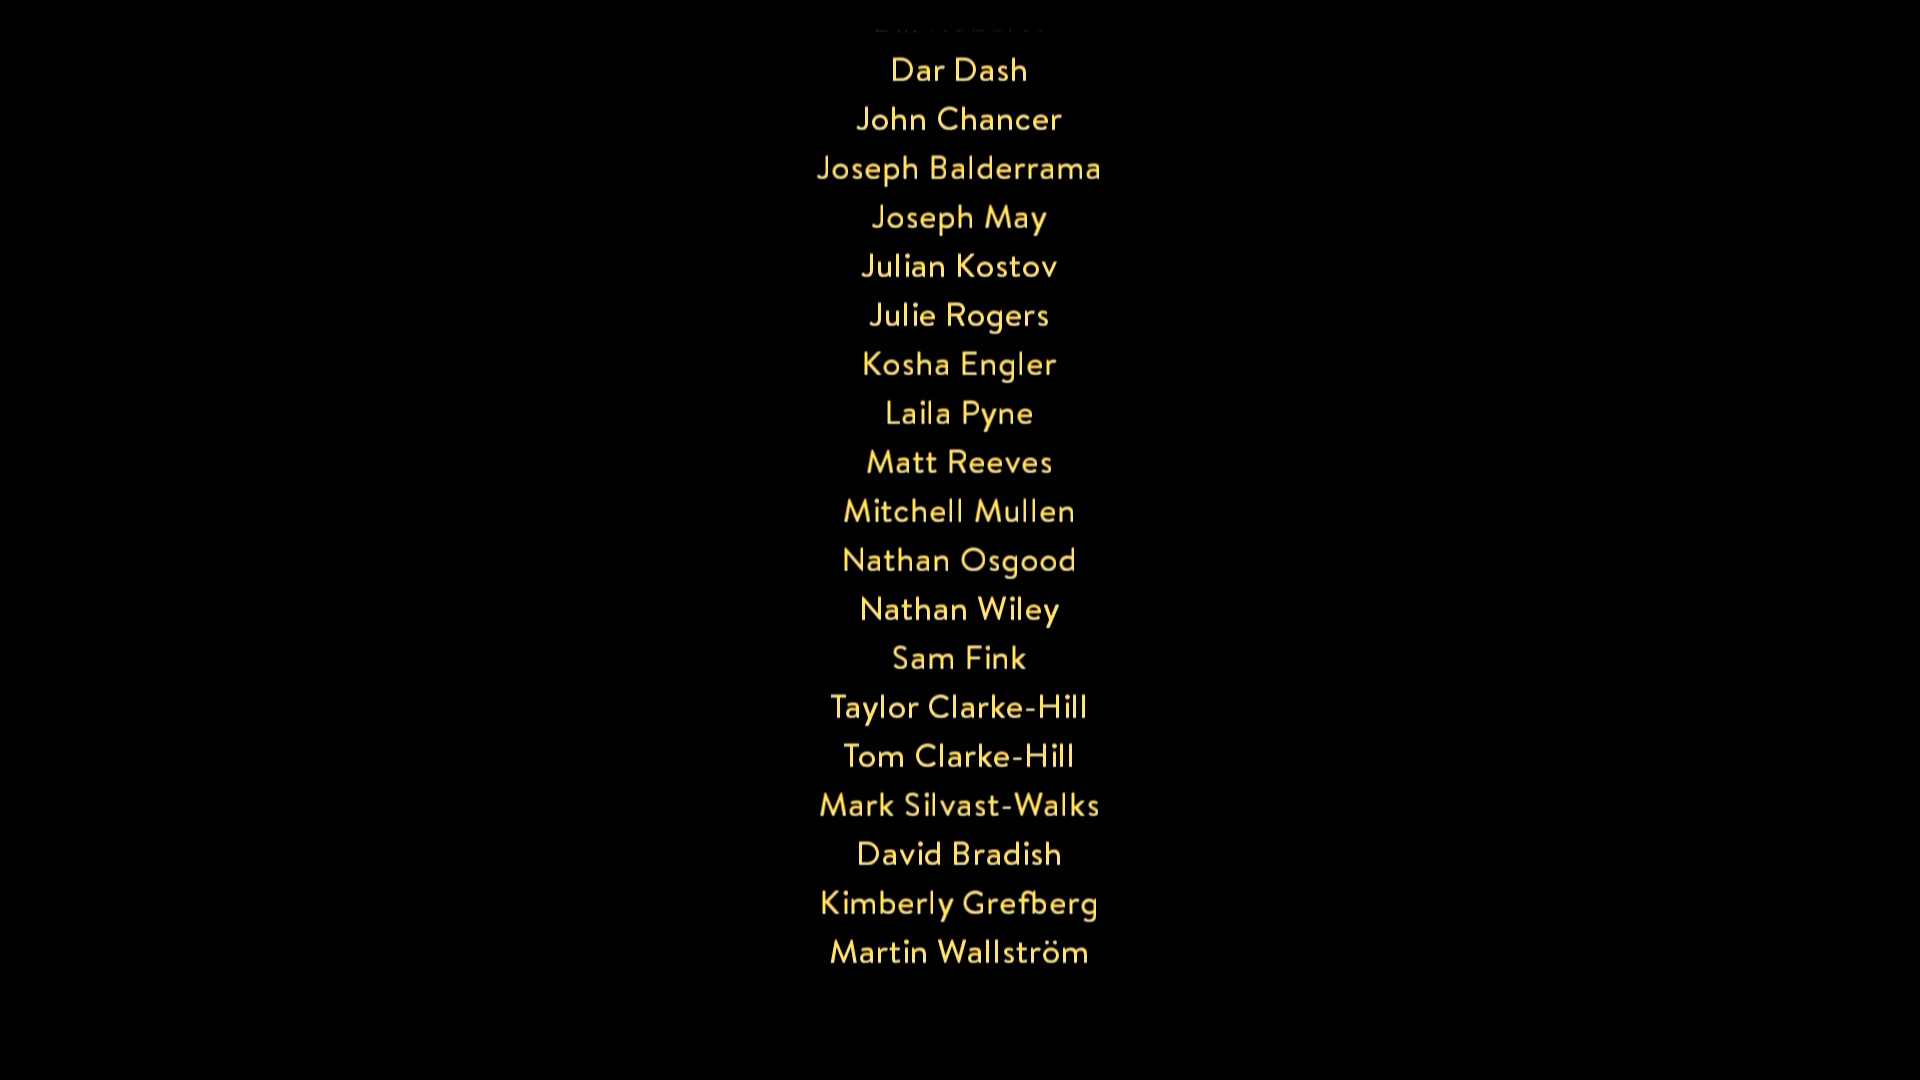 Dar Dash
John Chancer
Joseph Balderrama
Joseph May
Julian Kostov
Julie Rogers
Kosha Engler
Laila Pyne
Matt Reeves
Mitchell Mullen
Nathan Osgood
Nathan Wiley
Sam Fink
Taylor Clarke-Hill
Tom Clarke-Hill
Mark Silvast-Walks
David Bradish
Kimberly Grefberg
Martin Wallström